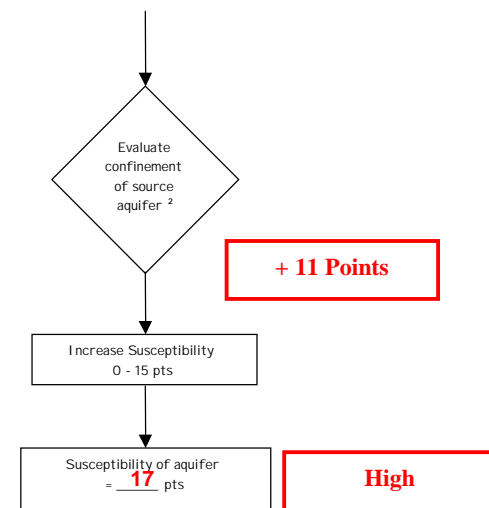 Evaluate
confinement
of source
aquifer ²
+ 11 Points
Increase Susceptibility
0 - 15 pts
Susceptibility of aquifer
= 17 pts
High